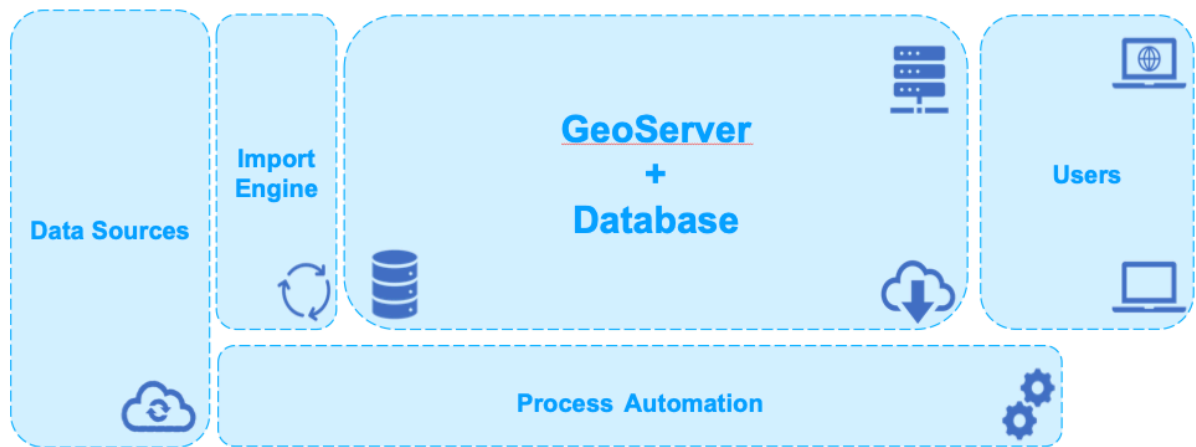 Data Sources
Import
Engine
GeoServer
+
Database
Users
Process Automation